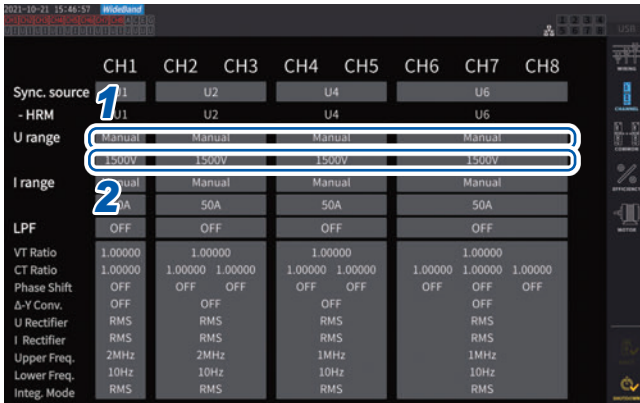 2021-10-21 15:46:57 WideBand
USB
CH1 CH2 CH3 CH4 CH5 CH6 CH7 CH8
Sync. source U1 U2 U4 U6
1
- HRM U1 U2 U4 U6
U range Manual Manual Manual Manual
1500V 1500V 1500V 1500V
I range Manual Manual Manual
2
50A 50A 50A
LPF OFF OFF OFF OFF
VT Ratio 1.00000 1.00000 1.00000 1.00000
CT Ratio 1.00000 1.00000 1.00000 1.00000 1.00000 1.00000 1.00000 1.00000
Phase Shift OFF OFF OFF OFF OFF OFF OFF OFF
Δ-Y Conv. OFF OFF OFF OFF
U Rectifier RMS RMS RMS RMS
I Rectifier RMS RMS RMS RMS
Upper Freq. 2MHz 2MHz 1MHz 1MHz
Lower Freq. 10Hz 10Hz 10Hz 10Hz
Integ. Mode RMS RMS RMS RMS
WIRING
CHANNEL
COMMON
EFFICIENCY
MOTOR